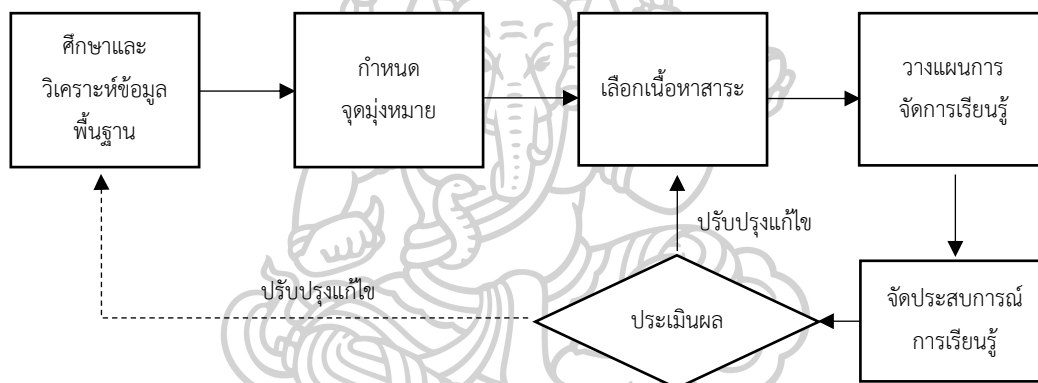 ศึกษาและ
วิเคราะห์ข้อมูล
พื้นฐาน
กำหนด
จุดมุ่งหมาย
เลือกเนื้อหาสาระ
วางแผนการ
จัดการเรียนรู้
ปรับปรุงแก้ไข
จัดประสบการณ์
การเรียนรู้
ประเมินผล
ปรับปรุงแก้ไข